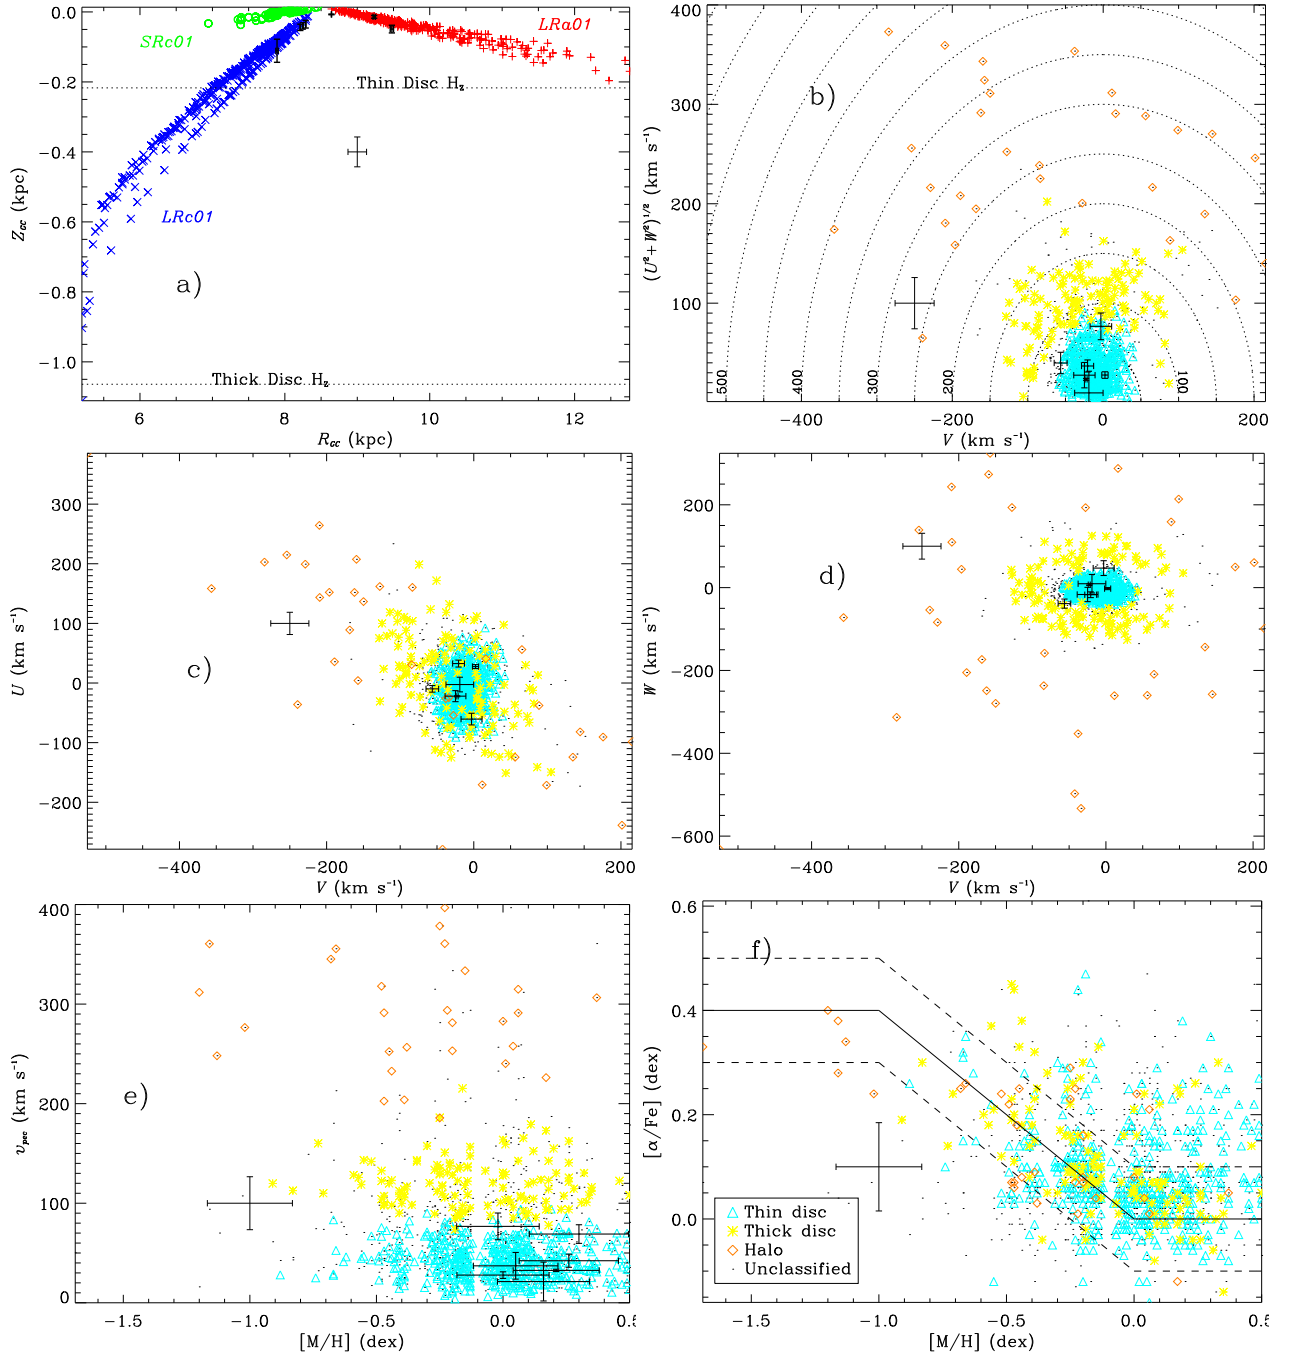 0.0
−0.2
−0.4
−0.6
−0.8
−1.0
Z_GC (kpc)
SRc01
LRa01
Thin Disc H_z
LRc01
a)
Thick Disc H_z
6 8 10 12
R_GC (kpc)
400
300
200
100
(U²+W²)^1/2 (km s⁻¹)
b)
500 400 300 200 100
−400 −200 0 200
V (km s⁻¹)
300
200
100
0
−100
−200
U (km s⁻¹)
c)
−400 −200 0 200
V (km s⁻¹)
200
0
−200
−400
−600
W (km s⁻¹)
d)
−400 −200 0 200
V (km s⁻¹)
400
300
200
100
0
v_pec (km s⁻¹)
e)
−1.5 −1.0 −0.5 0.0 0.5
[M/H] (dex)
0.6
0.4
0.2
0.0
[α/Fe] (dex)
f)
Thin disc
Thick disc
Halo
Unclassified
−1.5 −1.0 −0.5 0.0 0.5
[M/H] (dex)